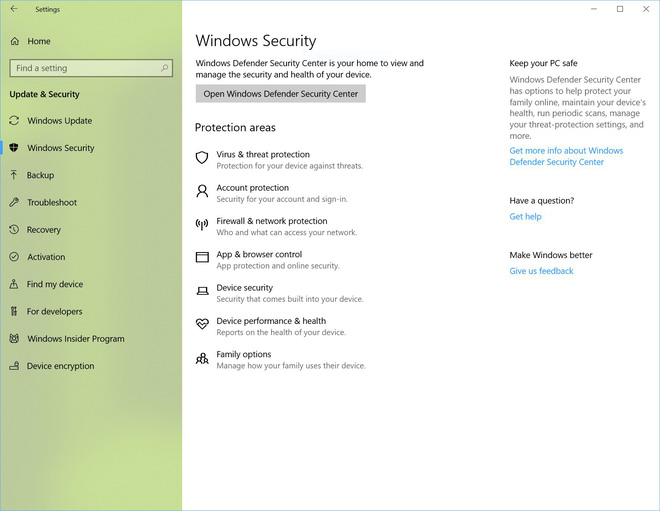 Settings
Home
Find a setting
Update & Security
Windows Update
Windows Security
Backup
Troubleshoot
Recovery
Activation
Find my device
For developers
Windows Insider Program
Device encryption
Windows Security
Windows Defender Security Center is your home to view and
manage the security and health of your device.
Open Windows Defender Security Center
Protection areas
Virus & threat protection
Protection for your device against threats.
Account protection
Security for your account and sign-in.
Firewall & network protection
Who and what can access your network.
App & browser control
App protection and online security.
Device security
Security that comes built into your device.
Device performance & health
Reports on the health of your device.
Family options
Manage how your family uses their device.
Keep your PC safe
Windows Defender Security Center
has options to help protect your
family online, maintain your device's
health, run periodic scans, manage
your threat-protection settings, and
more.
Get more info about Windows
Defender Security Center
Have a question?
Get help
Make Windows better
Give us feedback